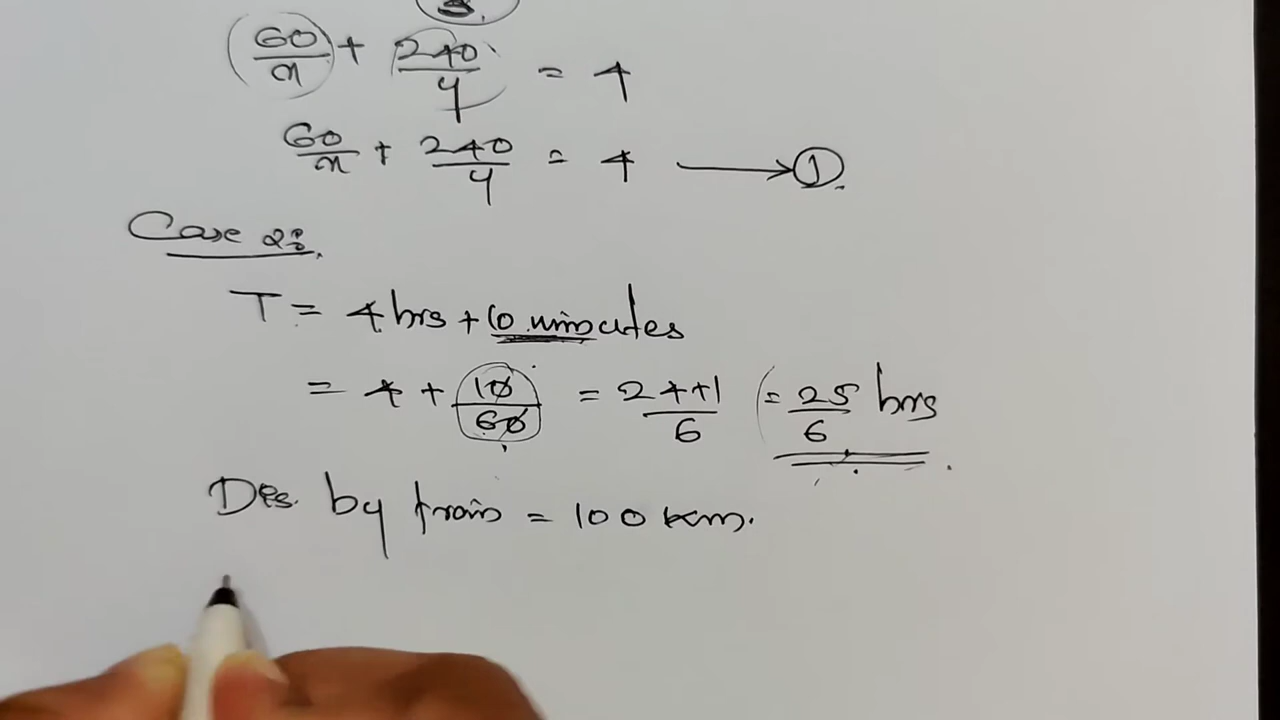 60/x + 240/y = 4
60/x + 240/y = 4 ⟶ ①.
Case 2:
T = 4 hrs + 10 minutes
= 4 + 10/60 = 24+1/6 = 25/6 hrs
Dis. by train = 100 km.